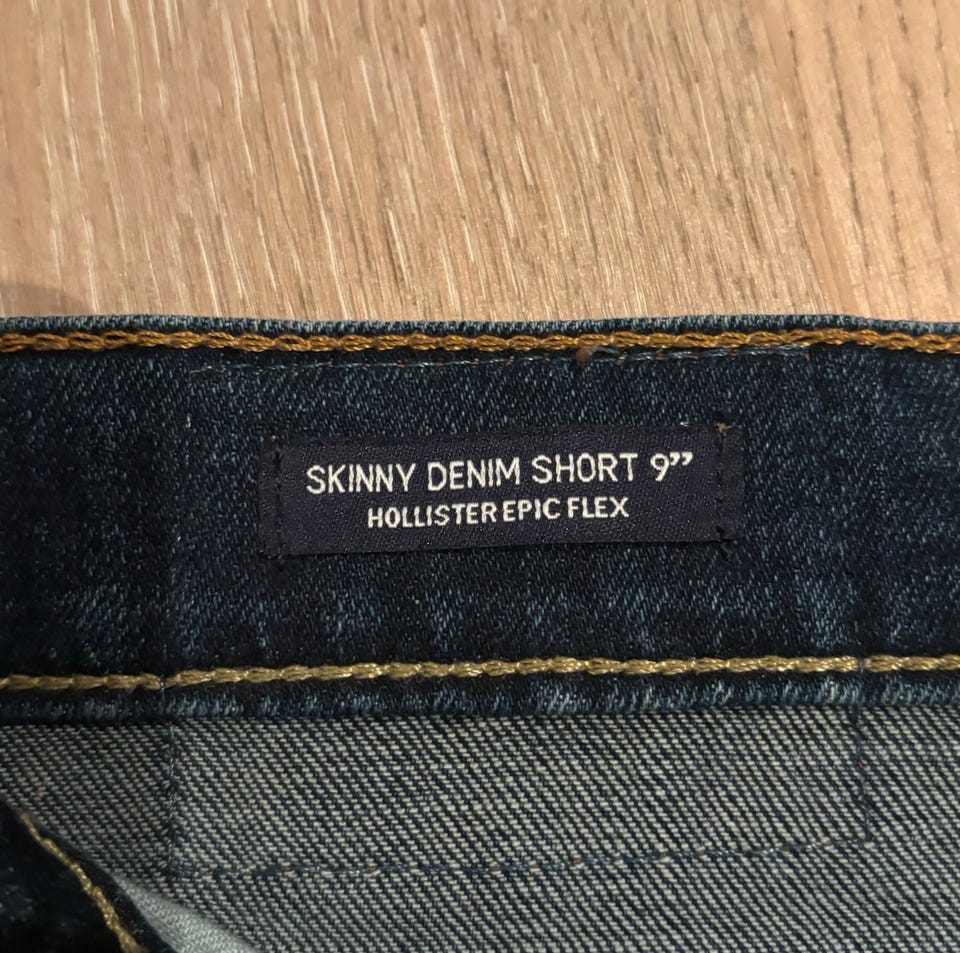 SKINNY DENIM SHORT 9”
HOLLISTER EPIC FLEX